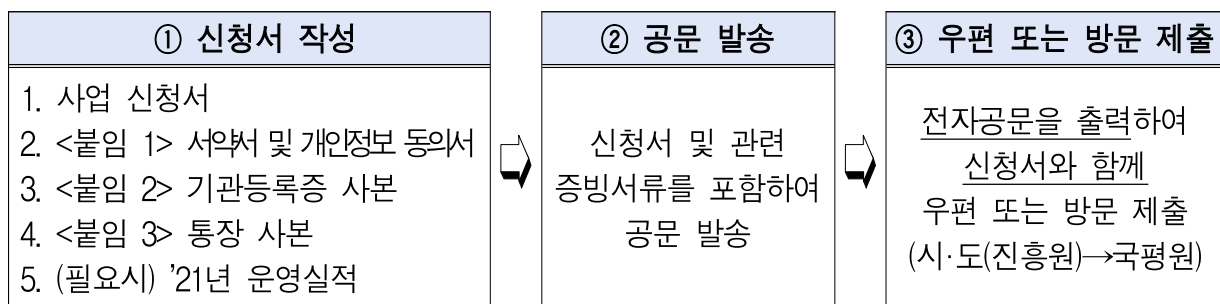 ① 신청서 작성
1. 사업 신청서
2. <붙임 1> 서약서 및 개인정보 동의서
3. <붙임 2> 기관등록증 사본
4. <붙임 3> 통장 사본
5. (필요시) ’21년 운영실적
② 공문 발송
신청서 및 관련
증빙서류를 포함하여
공문 발송
③ 우편 또는 방문 제출
전자공문을 출력하여
신청서와 함께
우편 또는 방문 제출
(시·도(진흥원)→국평원)